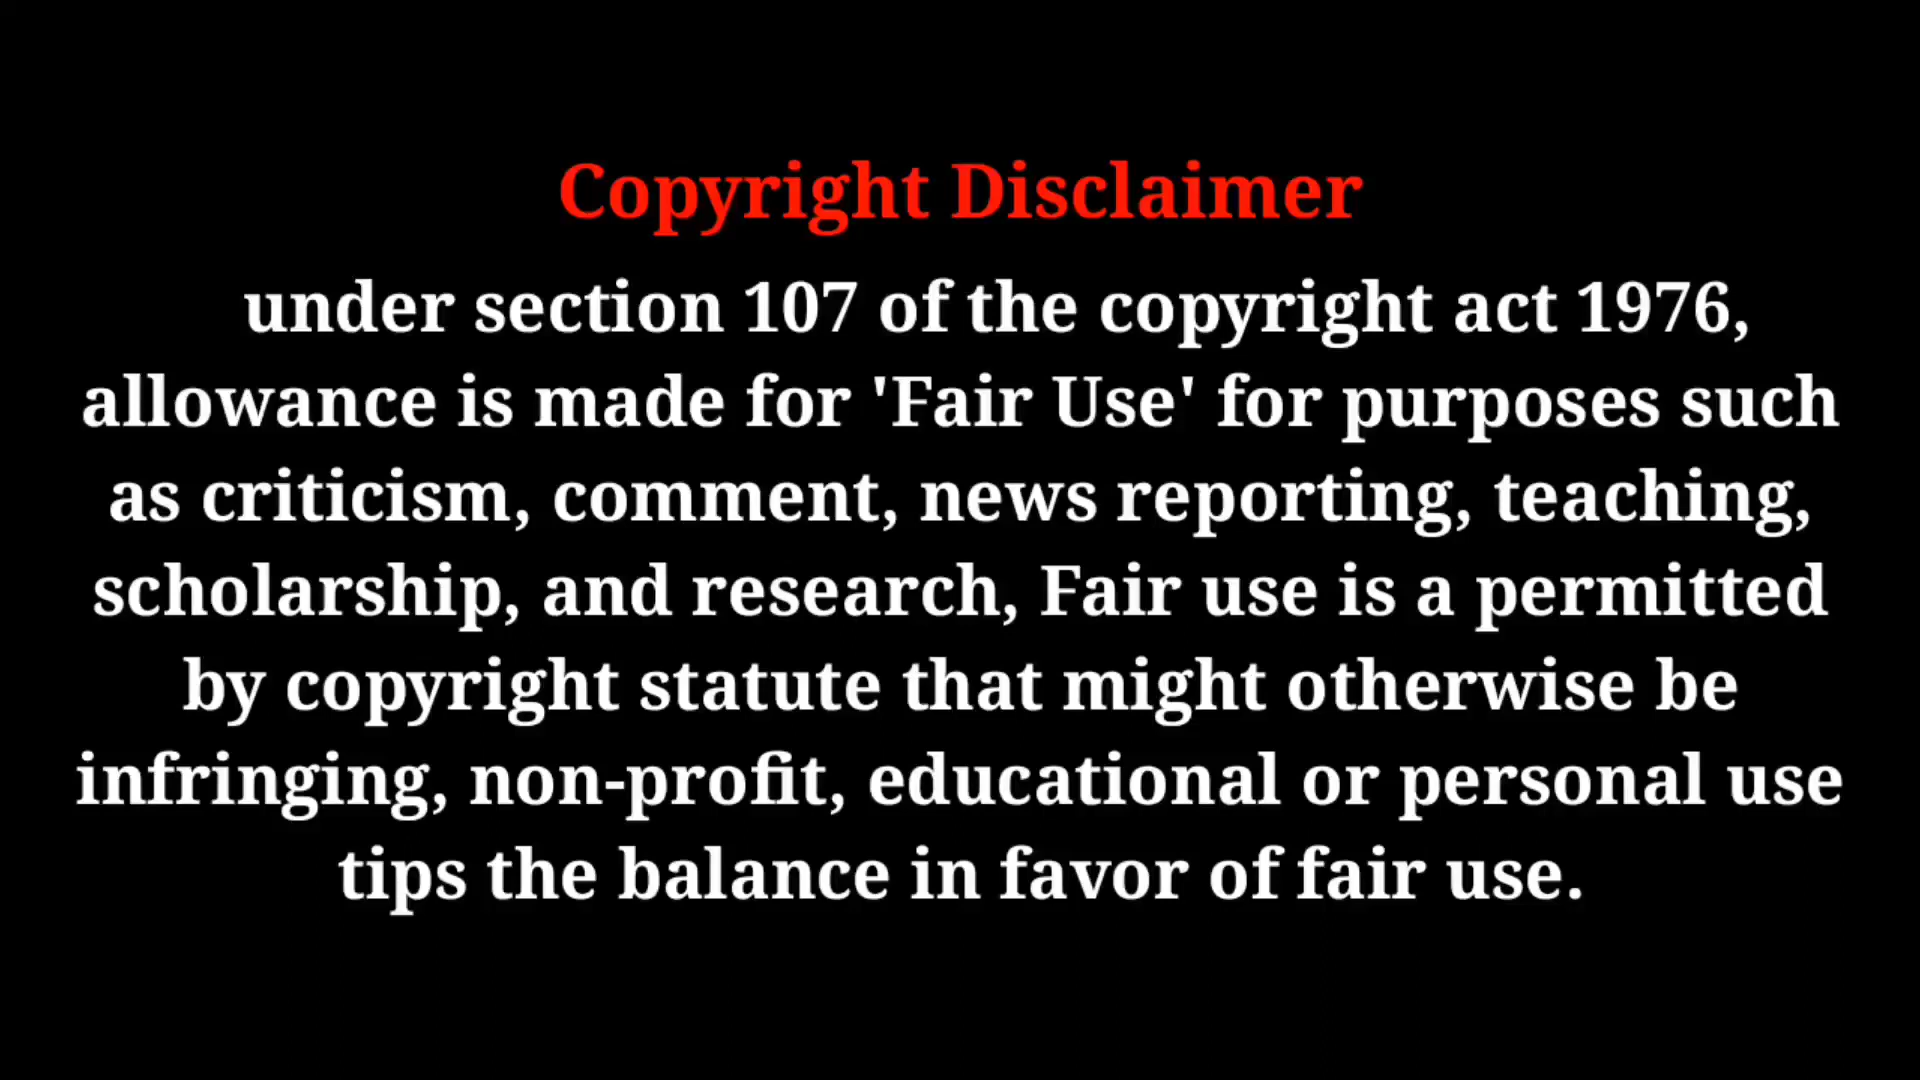 Copyright Disclaimer
under section 107 of the copyright act 1976,
allowance is made for 'Fair Use' for purposes such
as criticism, comment, news reporting, teaching,
scholarship, and research, Fair use is a permitted
by copyright statute that might otherwise be
infringing, non-profit, educational or personal use
tips the balance in favor of fair use.